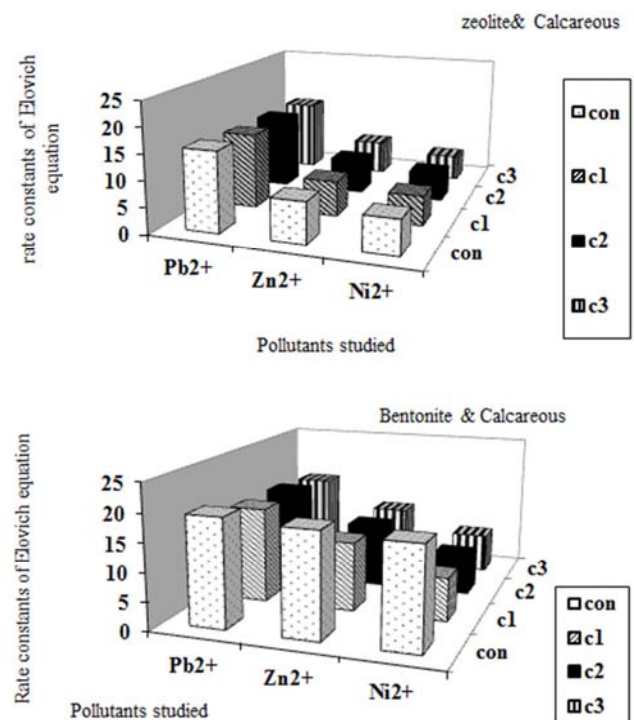 zeolite& Calcareous
rate constants of Elovich
equation
25
20
15
10
5
0
Pb2+
Zn2+
Ni2+
con
c1
c2
c3
con
c1
c2
c3
Pollutants studied
Bentonite & Calcareous
Rate constants of Elovich equation
25
20
15
10
5
0
Pb2+
Zn2+
Ni2+
con
c1
c2
c3
con
c1
c2
c3
Pollutants studied